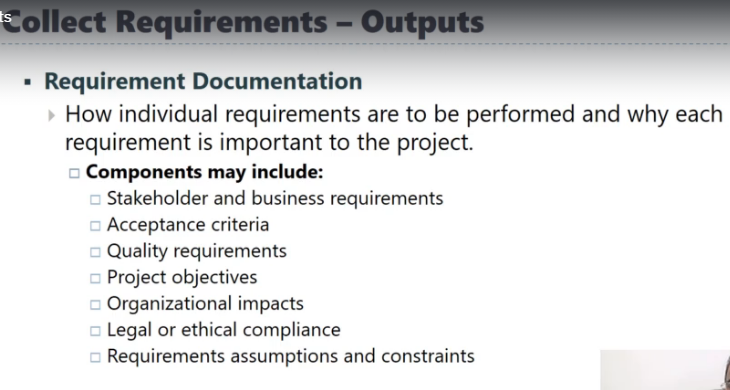 ts
Collect Requirements – Outputs
Requirement Documentation
How individual requirements are to be performed and why each
requirement is important to the project.
Components may include:
Stakeholder and business requirements
Acceptance criteria
Quality requirements
Project objectives
Organizational impacts
Legal or ethical compliance
Requirements assumptions and constraints